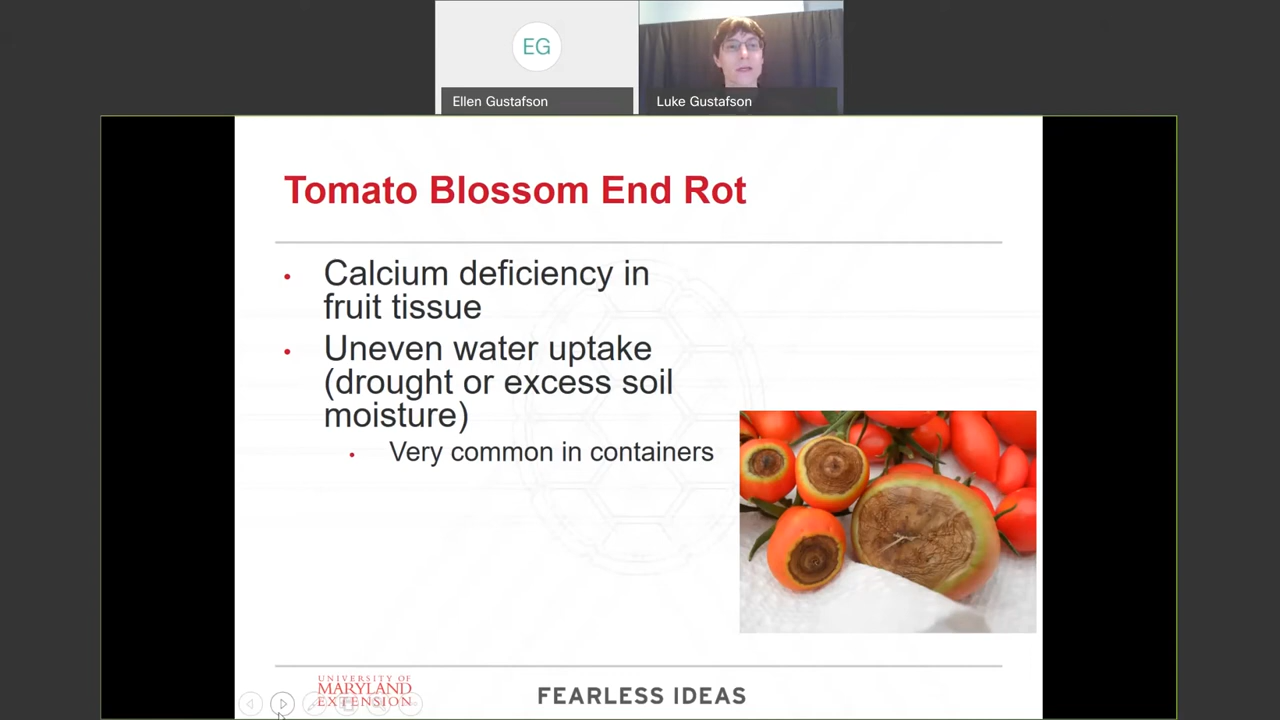 EG
Ellen Gustafson
Luke Gustafson
Tomato Blossom End Rot
• Calcium deficiency in
fruit tissue
• Uneven water uptake
(drought or excess soil
moisture)
• Very common in containers
UNIVERSITY OF
MARYLAND
EXTENSION
FEARLESS IDEAS